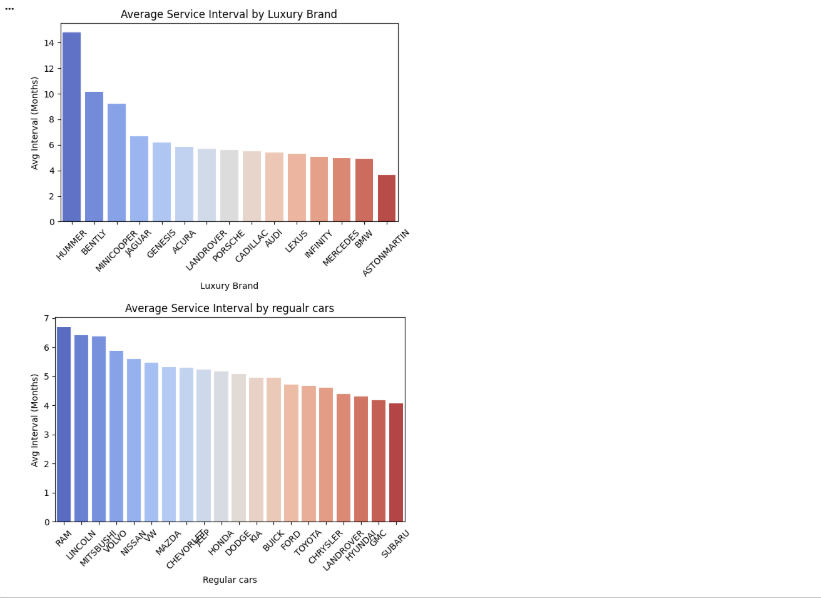 ...
Average Service Interval by Luxury Brand
Avg Interval (Months)
14
12
10
8
6
4
2
0
HUMMER
BENTLY
MINICOOPER
JAGUAR
GENESIS
ACURA
LANDROVER
PORSCHE
CADILLAC
AUDI
LEXUS
INFINITY
MERCEDES
BMW
ASTONMARTIN
Luxury Brand
Average Service Interval by regualr cars
Avg Interval (Months)
7
6
5
4
3
2
1
0
RAM
LINCOLN
MITSBUSHI
VOLVO
NISSAN
VW
MAZDA
CHEVORLET
JEEP
HONDA
DODGE
KIA
BUICK
FORD
TOYOTA
CHRYSLER
LANDROVER
HYUNDAI
GMC
SUBARU
Regular cars